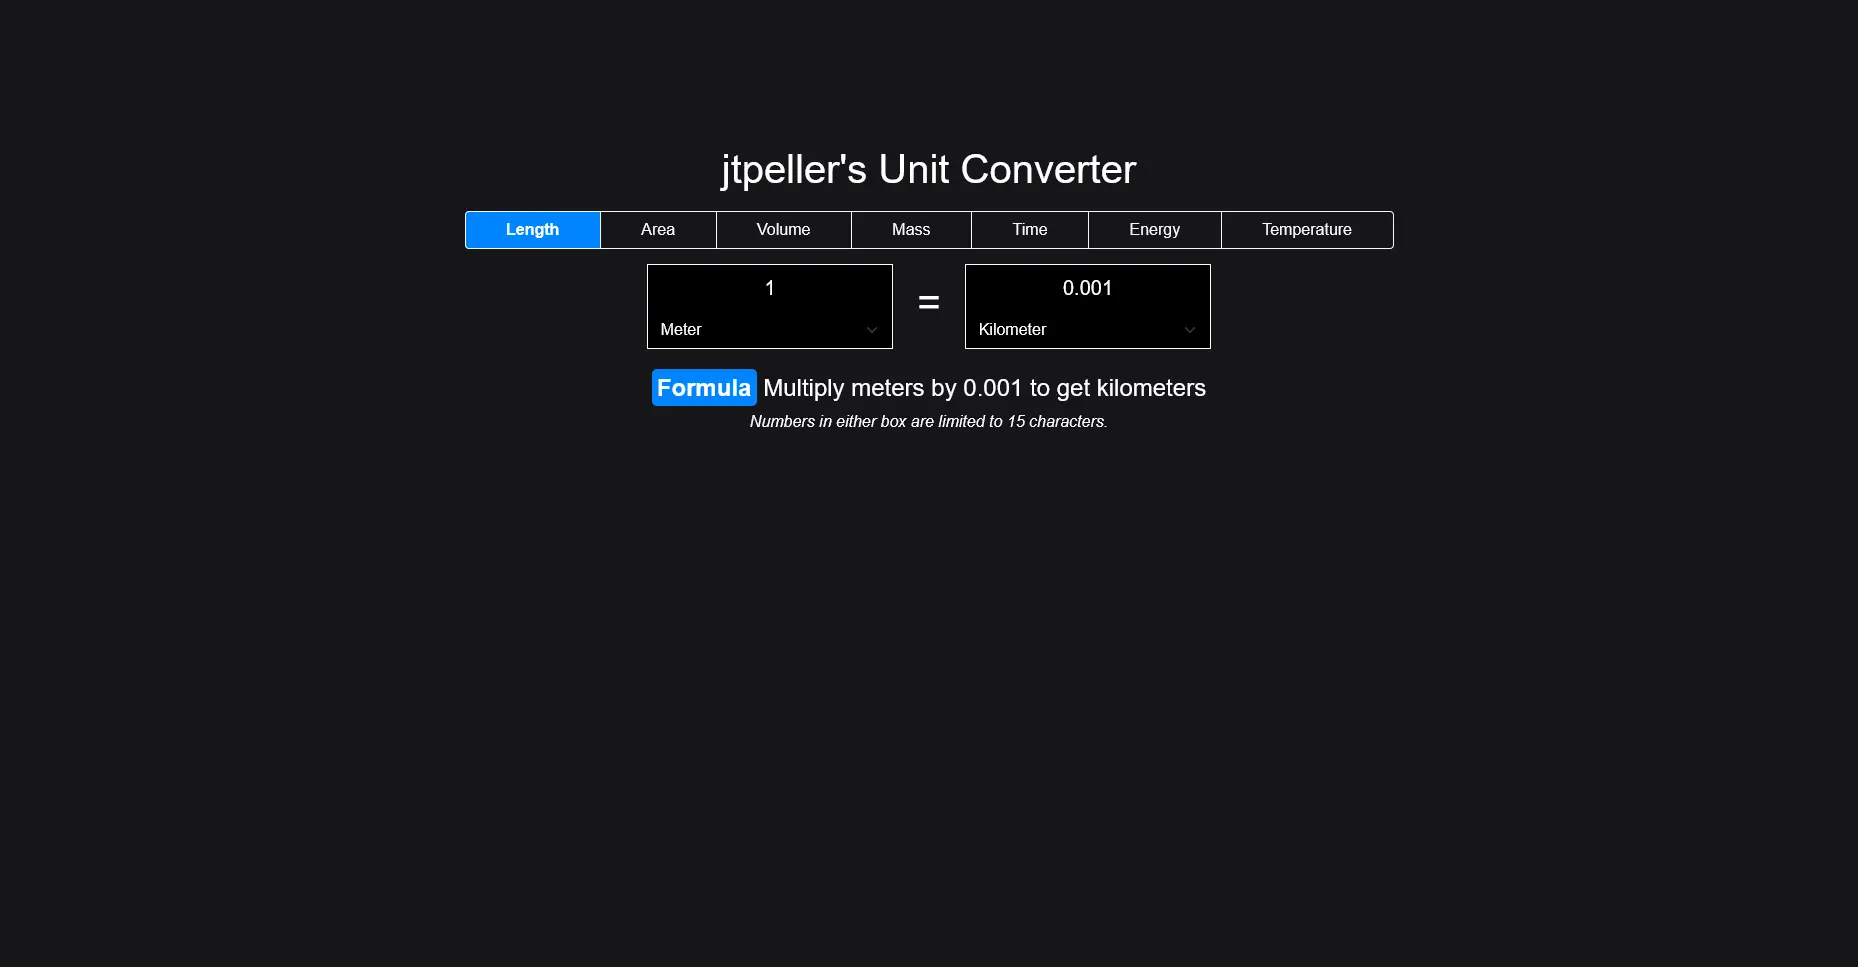 jtpeller's Unit Converter
Length Area Volume Mass Time Energy Temperature
1 = 0.001
Meter Kilometer
Formula Multiply meters by 0.001 to get kilometers
Numbers in either box are limited to 15 characters.